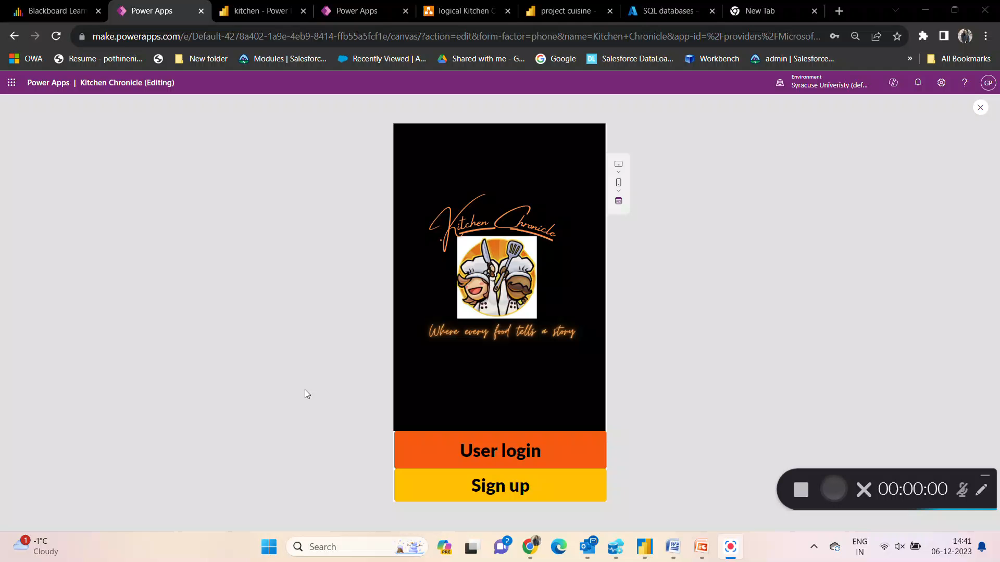 Blackboard Learn
Power Apps
kitchen - Power
Power Apps
logical Kitchen C
project cuisine -
SQL databases -
New Tab
make.powerapps.com/e/Default-4278a402-1a9e-4eb9-8414-ffb55a5fcf1e/canvas/?action=edit&form-factor=phone&name=Kitchen+Chronicle&app-id=%2Fproviders%2FMicrosof...
OWA
Resume - pothineni...
New folder
Modules | Salesforc...
Recently Viewed | A...
Shared with me - G...
Google
DL
Salesforce DataLoa...
Workbench
admin | Salesforce...
»
All Bookmarks
Power Apps | Kitchen Chronicle (Editing)
Environment
Syracuse Univeristy (def...
?
GP
Kitchen Chronicle
Where every food tells a story
User login
Sign up
00:00:00
1
-1°C
Cloudy
Search
PRE
2
ENG
IN
14:41
06-12-2023